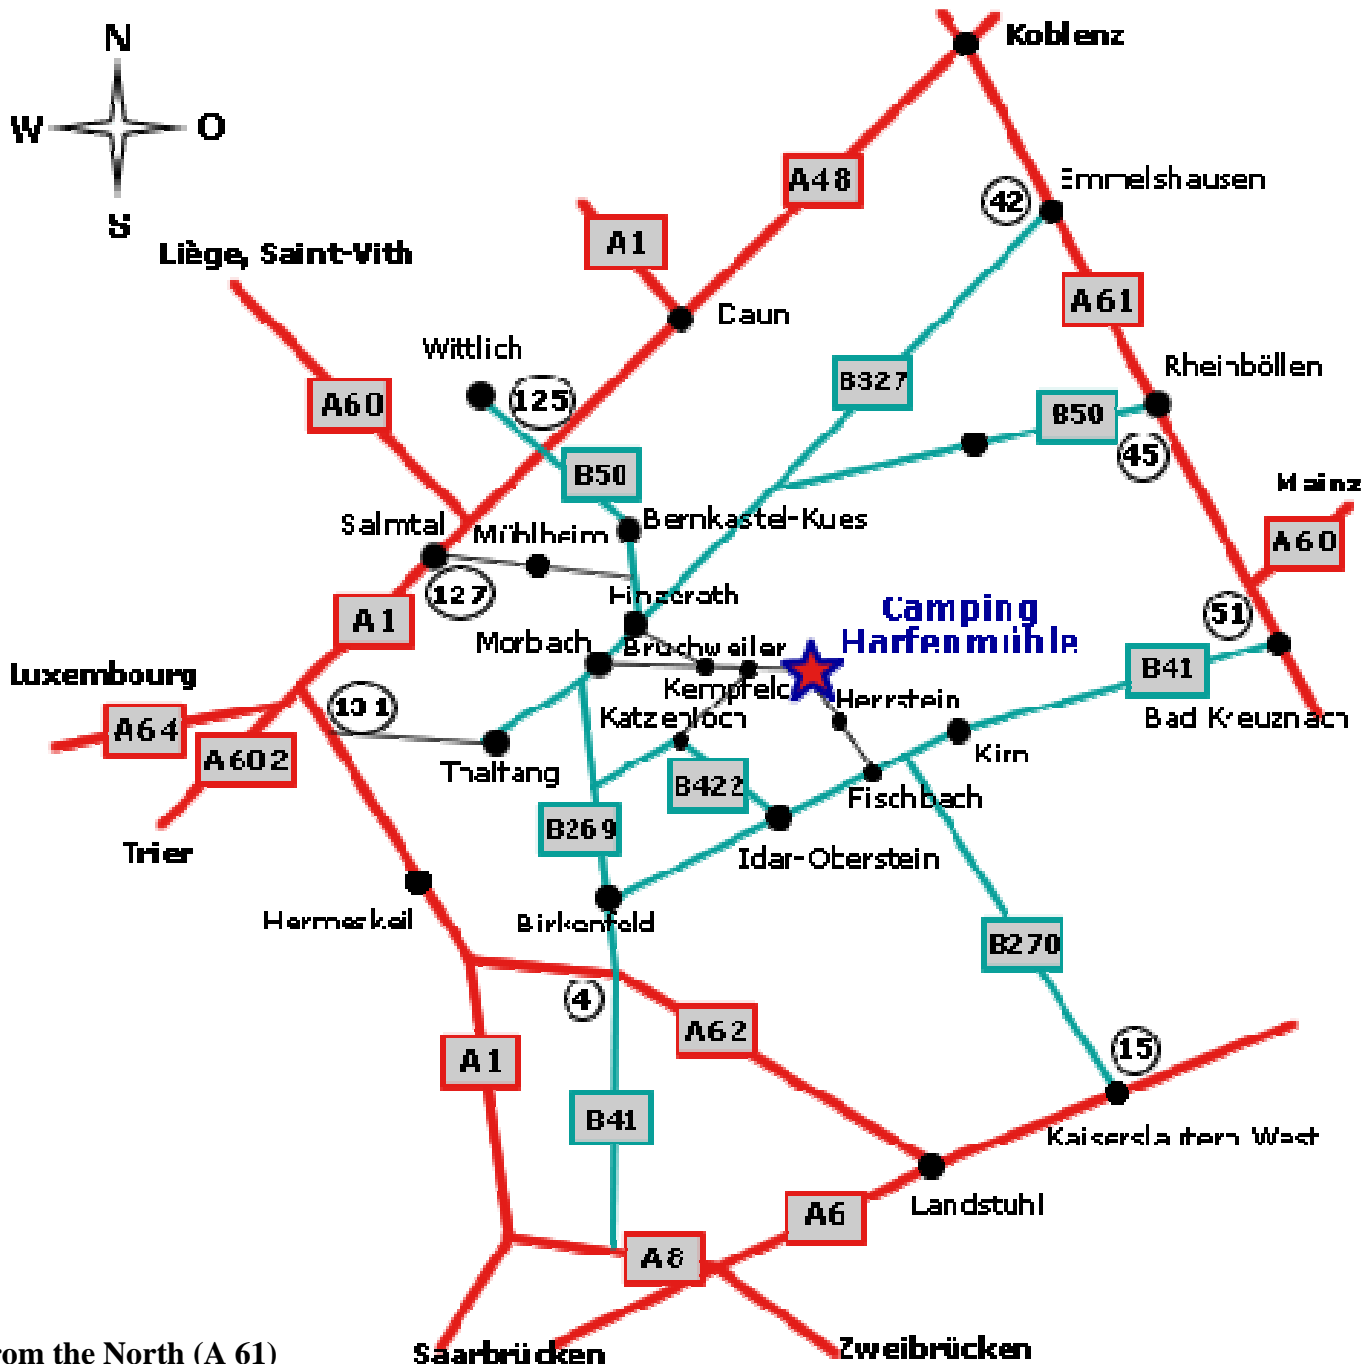 N
Koblenz
W
O
A48
Emmelshausen
42
S
A1
Liège, Saint-Vith
A61
Daun
Wittlich
Rheinböllen
B327
125
A60
B50
45
B50
Mainz
Salmtal
Mühlheim
Bernkastel-Kues
A60
127
Hinzerath
Camping
Harfenmühle
A1
51
Morbach
Bruchweiler
B41
Luxembourg
Kempfeld
Herrstein
131
Katzenloch
Bad Kreuznach
A64
A602
Kirn
Thalfang
B422
Fischbach
B269
Trier
Idar-Oberstein
Hermeskeil
Birkenfeld
B270
4
A62
15
A1
B41
Kaiserslautern West
Landstuhl
A6
A8
rom the North (A 61)
Saarbrücken
Zweibrücken